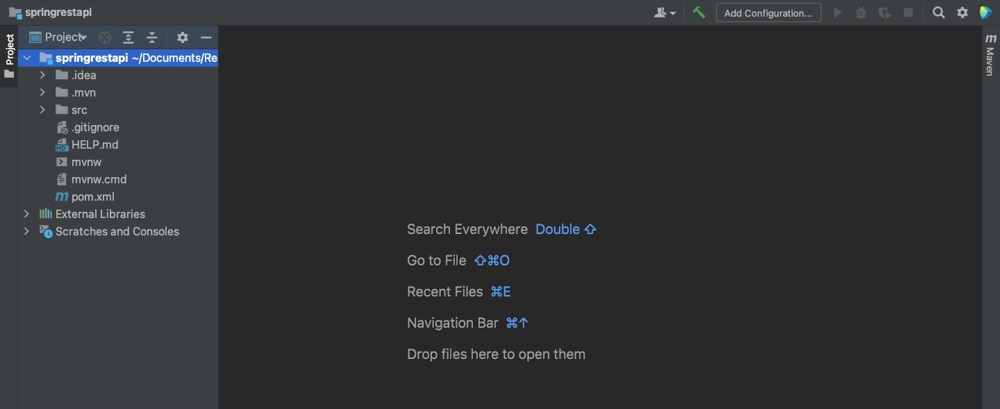 springrestapi
Add Configuration...
Project
Project
springrestapi ~/Documents/Re
.idea
.mvn
src
.gitignore
MD HELP.md
mvnw
mvnw.cmd
m pom.xml
External Libraries
Scratches and Consoles
Search Everywhere Double ⇧
Go to File ⇧⌘O
Recent Files ⌘E
Navigation Bar ⌘↑
Drop files here to open them
m
Maven